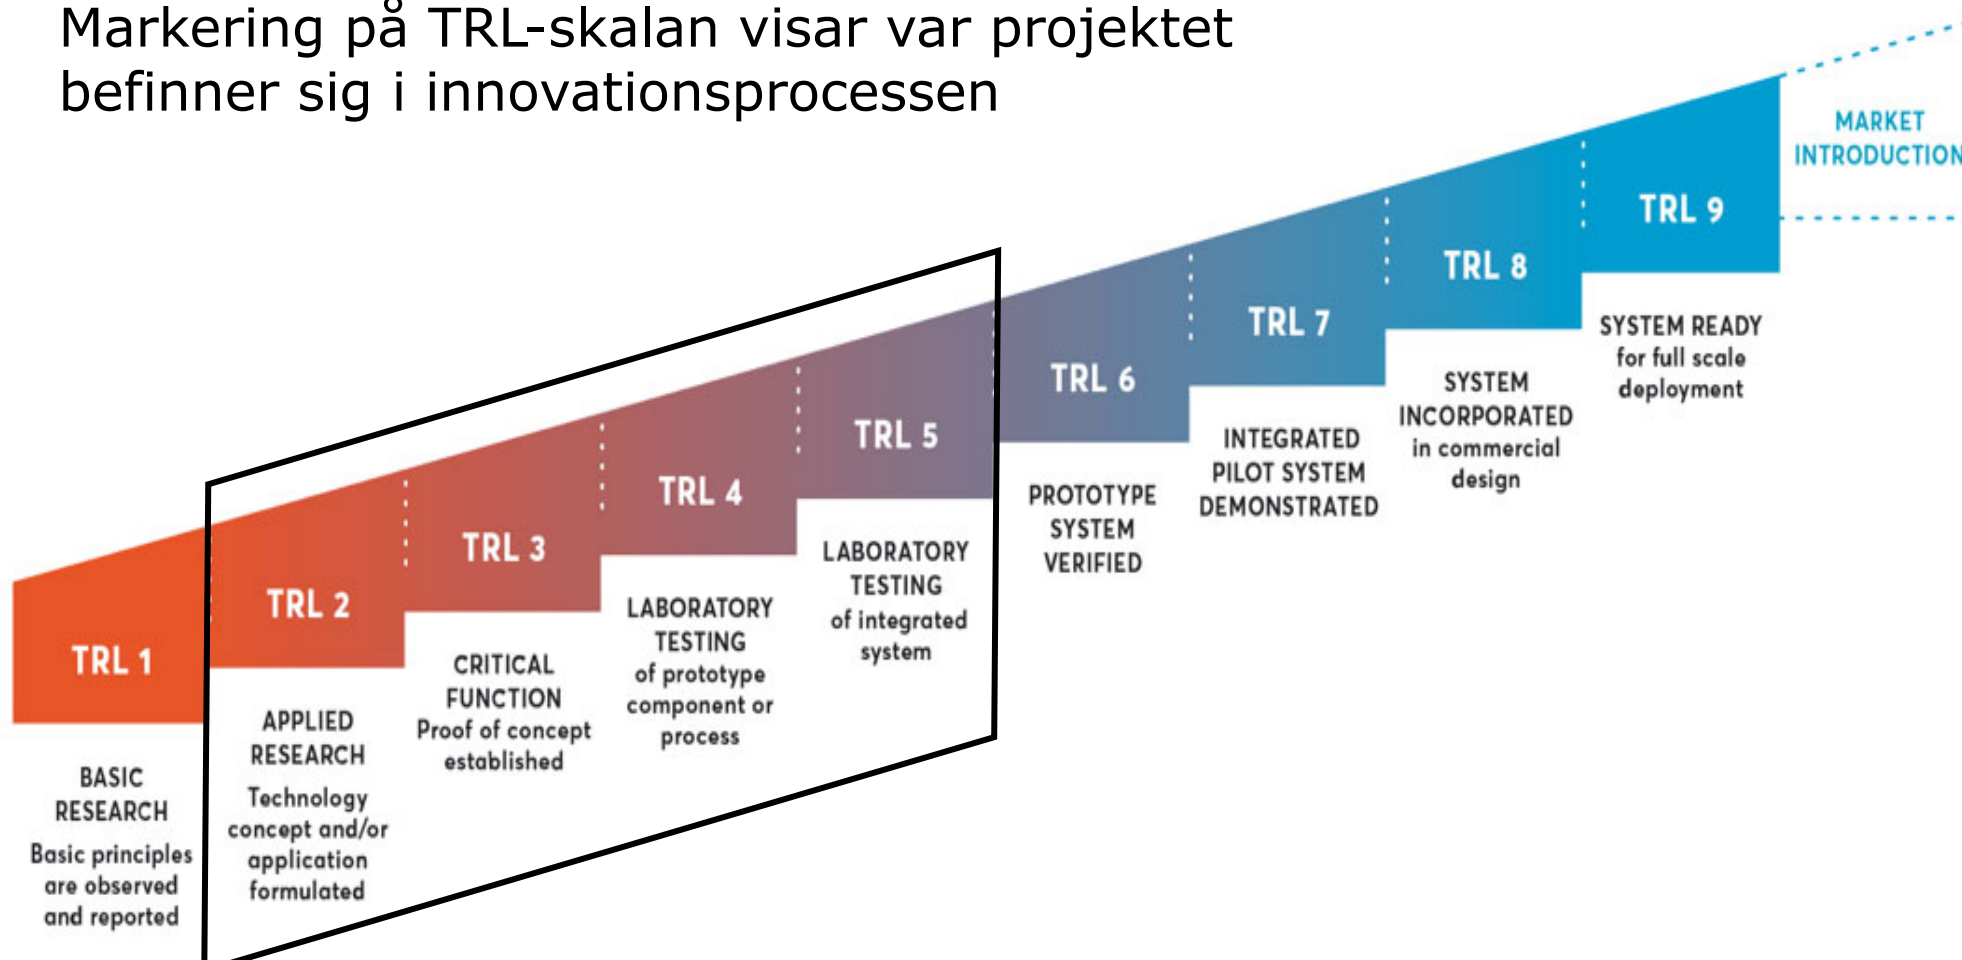 Markering på TRL-skalan visar var projektet
befinner sig i innovationsprocessen
TRL 1
BASIC
RESEARCH
Basic principles
are observed
and reported
TRL 2
APPLIED
RESEARCH
Technology
concept and/or
application
formulated
TRL 3
CRITICAL
FUNCTION
Proof of concept
established
TRL 4
LABORATORY
TESTING
of prototype
component or
process
TRL 5
LABORATORY
TESTING
of integrated
system
TRL 6
PROTOTYPE
SYSTEM
VERIFIED
TRL 7
INTEGRATED
PILOT SYSTEM
DEMONSTRATED
TRL 8
SYSTEM
INCORPORATED
in commercial
design
TRL 9
SYSTEM READY
for full scale
deployment
MARKET
INTRODUCTION